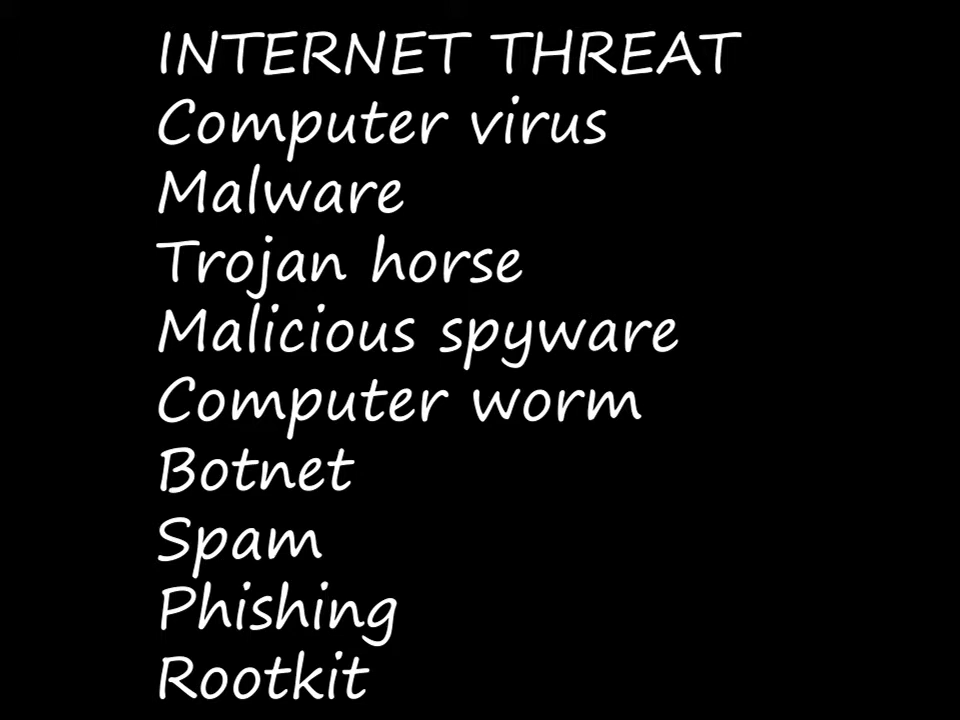 INTERNET THREAT
Computer virus
Malware
Trojan horse
Malicious spyware
Computer worm
Botnet
Spam
Phishing
Rootkit